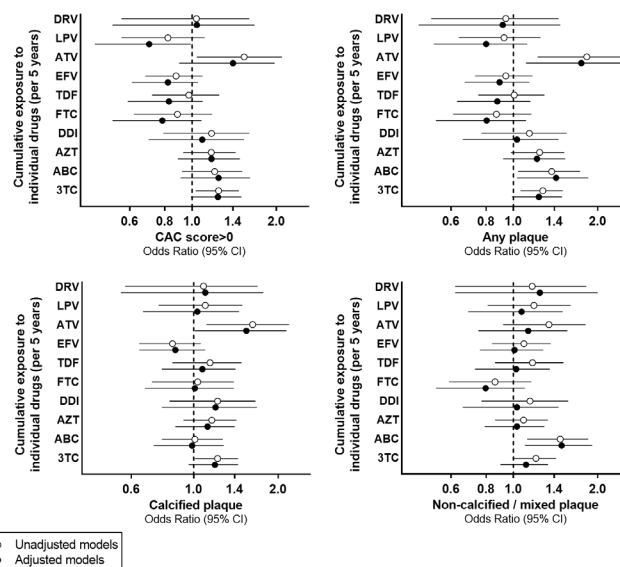 Cumulative exposure to
individual drugs (per 5 years)
DRV
LPV
ATV
EFV
TDF
FTC
DDI
AZT
ABC
3TC
0.6 0.8 1.0 1.4 2.0
CAC score>0
Odds Ratio (95% CI)
Cumulative exposure to
individual drugs (per 5 years)
DRV
LPV
ATV
EFV
TDF
FTC
DDI
AZT
ABC
3TC
0.6 0.8 1.0 1.4 2.0
Any plaque
Odds Ratio (95% CI)
Cumulative exposure to
individual drugs (per 5 years)
DRV
LPV
ATV
EFV
TDF
FTC
DDI
AZT
ABC
3TC
0.6 1.0 1.4 2.0
Calcified plaque
Odds Ratio (95% CI)
Cumulative exposure to
individual drugs (per 5 years)
DRV
LPV
ATV
EFV
TDF
FTC
DDI
AZT
ABC
3TC
0.6 0.8 1.0 1.4 2.0
Non-calcified / mixed plaque
Odds Ratio (95% CI)
Unadjusted models
Adjusted models